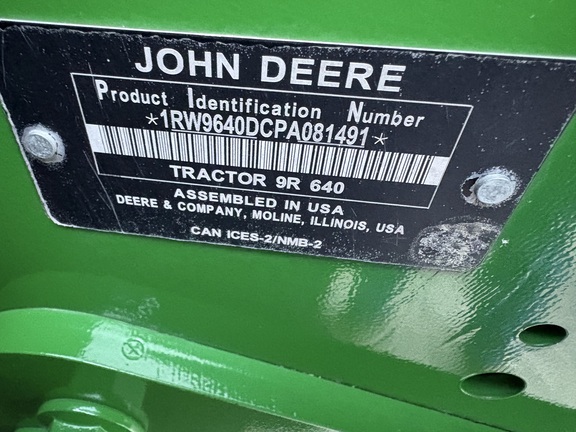 JOHN DEERE
Product Identification Number
*1RW9640DCPA081491*
TRACTOR 9R 640
ASSEMBLED IN USA
DEERE & COMPANY, MOLINE, ILLINOIS, USA
CAN ICES-2/NMB-2